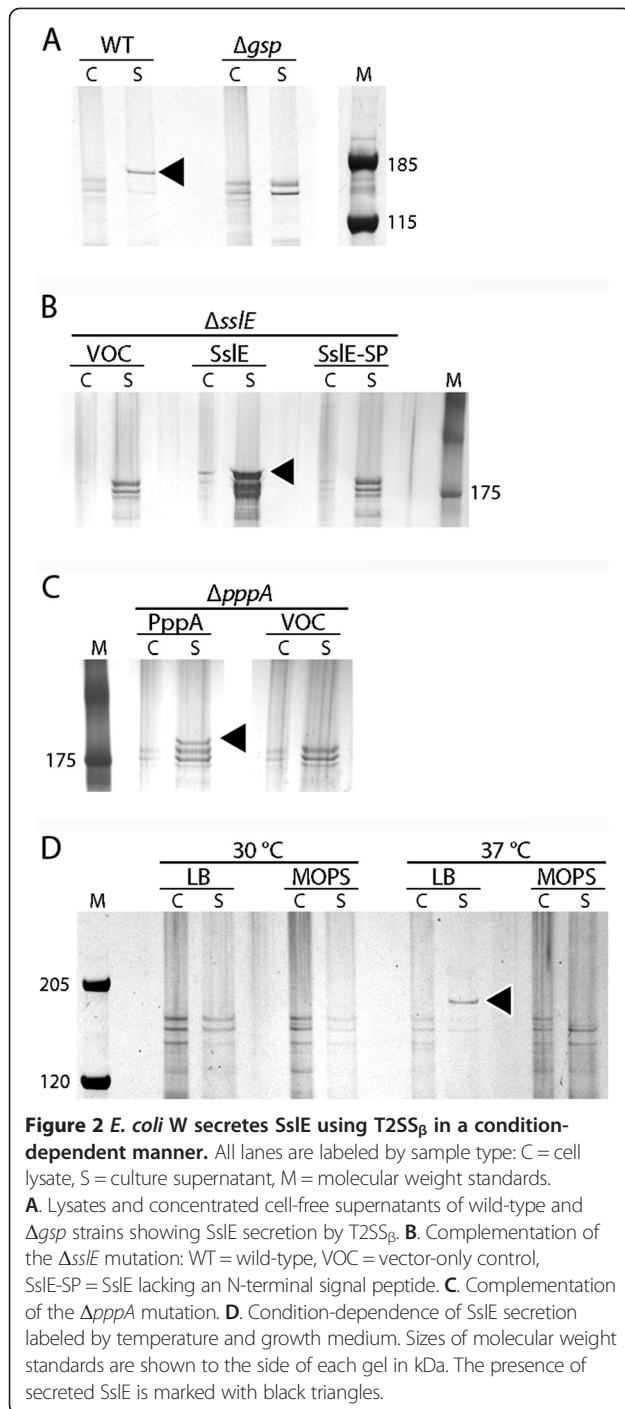 A
WT Δgsp
C S C S M
185
115
B
ΔsslE
VOC SslE SslE-SP
C S C S C S M
175
C
ΔpppA
PppA VOC
M C S C S
175
D
30 °C 37 °C
LB MOPS LB MOPS
M C S C S C S C S
205
120
Figure 2 E. coli W secretes SslE using T2SSβ in a condition-
dependent manner. All lanes are labeled by sample type: C = cell
lysate, S = culture supernatant, M = molecular weight standards.
A. Lysates and concentrated cell-free supernatants of wild-type and
Δgsp strains showing SslE secretion by T2SSβ. B. Complementation of
the ΔsslE mutation: WT = wild-type, VOC = vector-only control,
SslE-SP = SslE lacking an N-terminal signal peptide. C. Complementation
of the ΔpppA mutation. D. Condition-dependence of SslE secretion
labeled by temperature and growth medium. Sizes of molecular weight
standards are shown to the side of each gel in kDa. The presence of
secreted SslE is marked with black triangles.